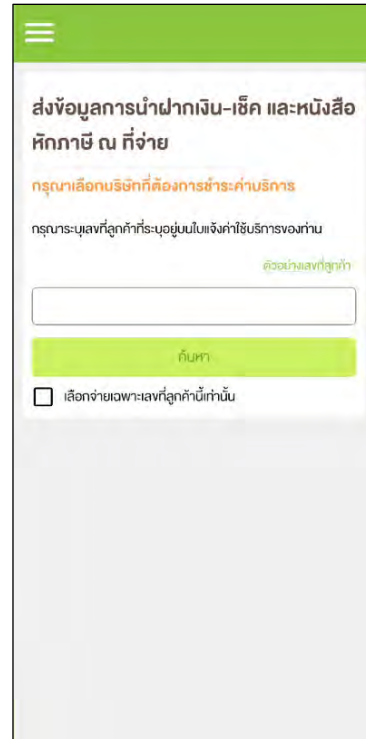 ส่งข้อมูลการนำฝากเงิน-เช็ค และหนังสือ
หักภาษี ณ ที่จ่าย
กรุณาเลือกบริษัทที่ต้องการชำระค่าบริการ
กรุณาระบุเลขที่ลูกค้าที่ระบุอยู่บนใบแจ้งค่าใช้บริการของท่าน
ตัวอย่างเลขที่ลูกค้า
ค้นหา
เลือกจ่ายเฉพาะเลขที่ลูกค้านี้เท่านั้น